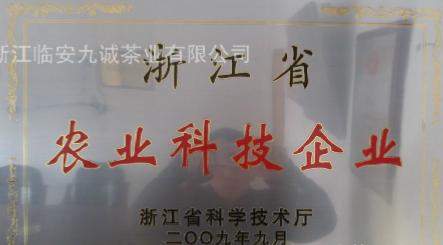 浙江临安九诚茶业有限公司
浙江省
农业科技企业
浙江省科学技术厅
二〇〇九年九月